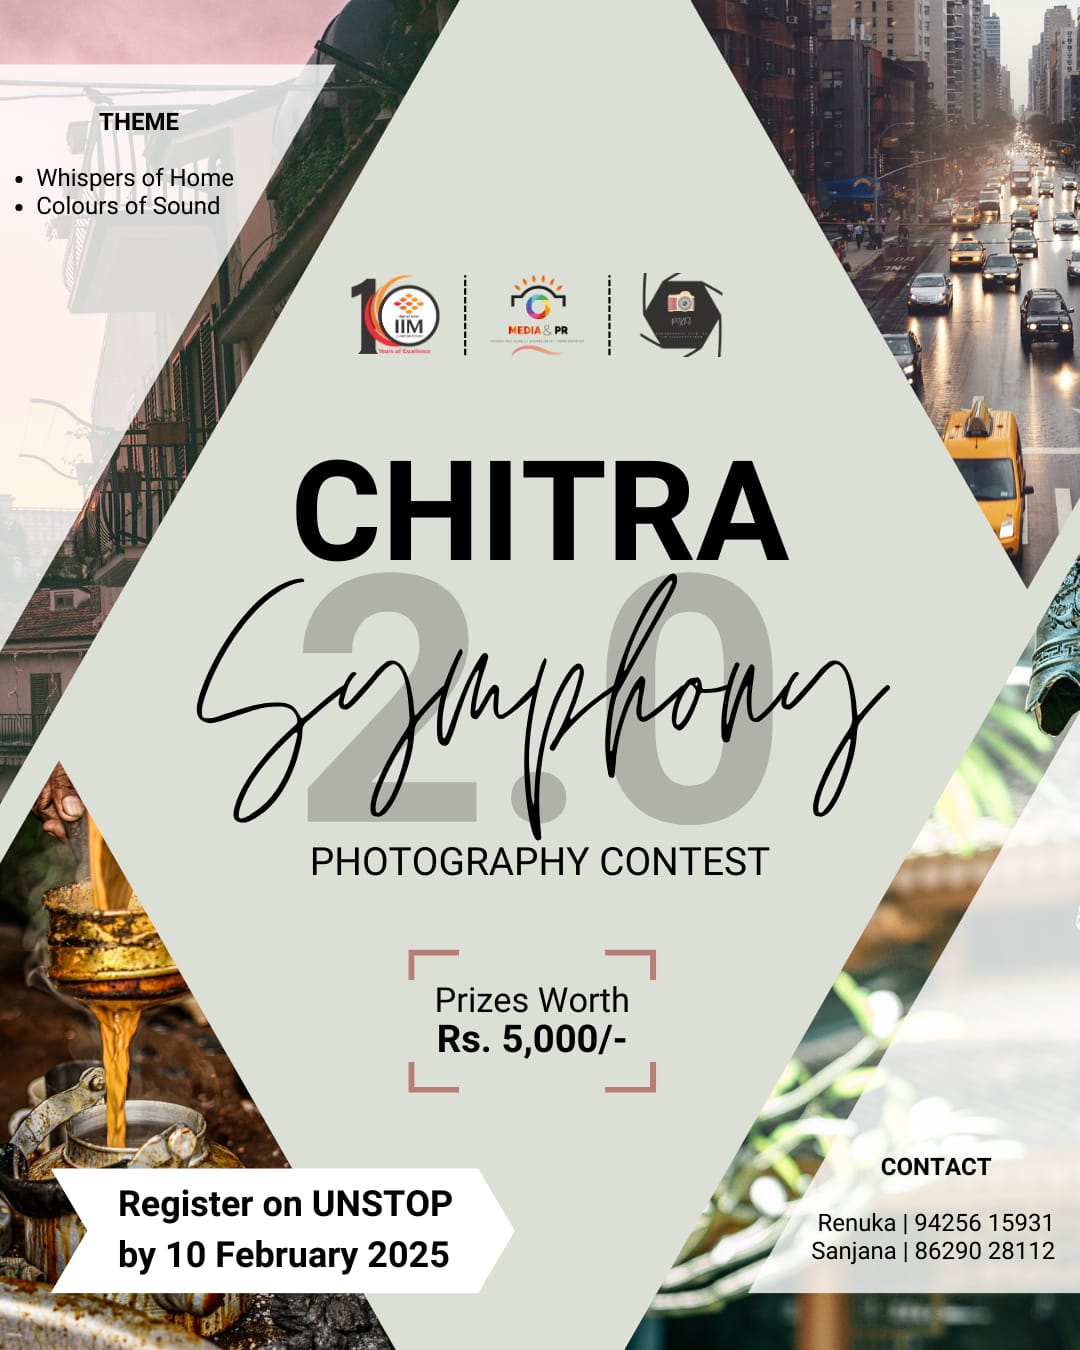 THEME
• Whispers of Home
• Colours of Sound
10
IIM
Years of Excellence
MEDIA & PR
CHITRA
2.0
Symphony
PHOTOGRAPHY CONTEST
Prizes Worth
Rs. 5,000/-
Register on UNSTOP
by 10 February 2025
CONTACT
Renuka | 94256 15931
Sanjana | 86290 28112